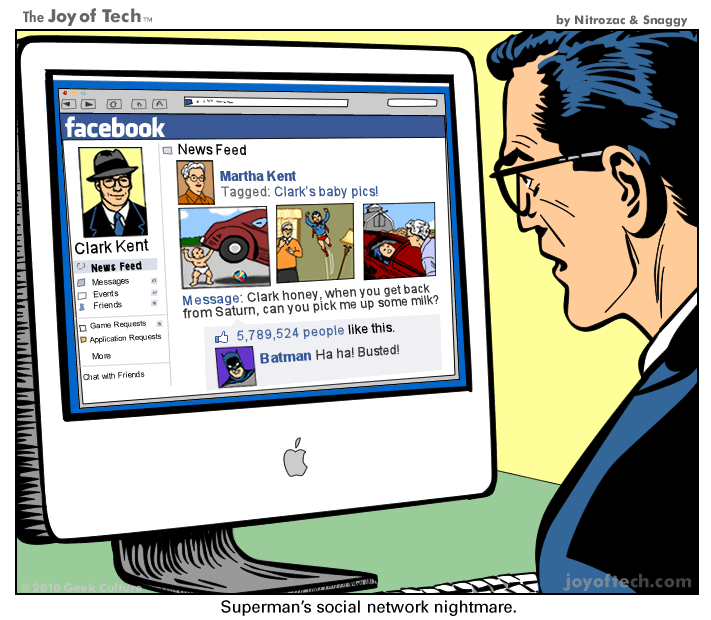 The Joy of Tech™
by Nitrozac & Snaggy
facebook
News Feed
Martha Kent
Tagged: Clark's baby pics!
Clark Kent
News Feed
Messages
Events
Friends
Game Requests
Application Requests
More
Chat with Friends
Message: Clark honey, when you get back
from Saturn, can you pick me up some milk?
5,789,524 people like this.
Batman Ha ha! Busted!
© 2010 Geek Culture
joyoftech.com
Superman's social network nightmare.